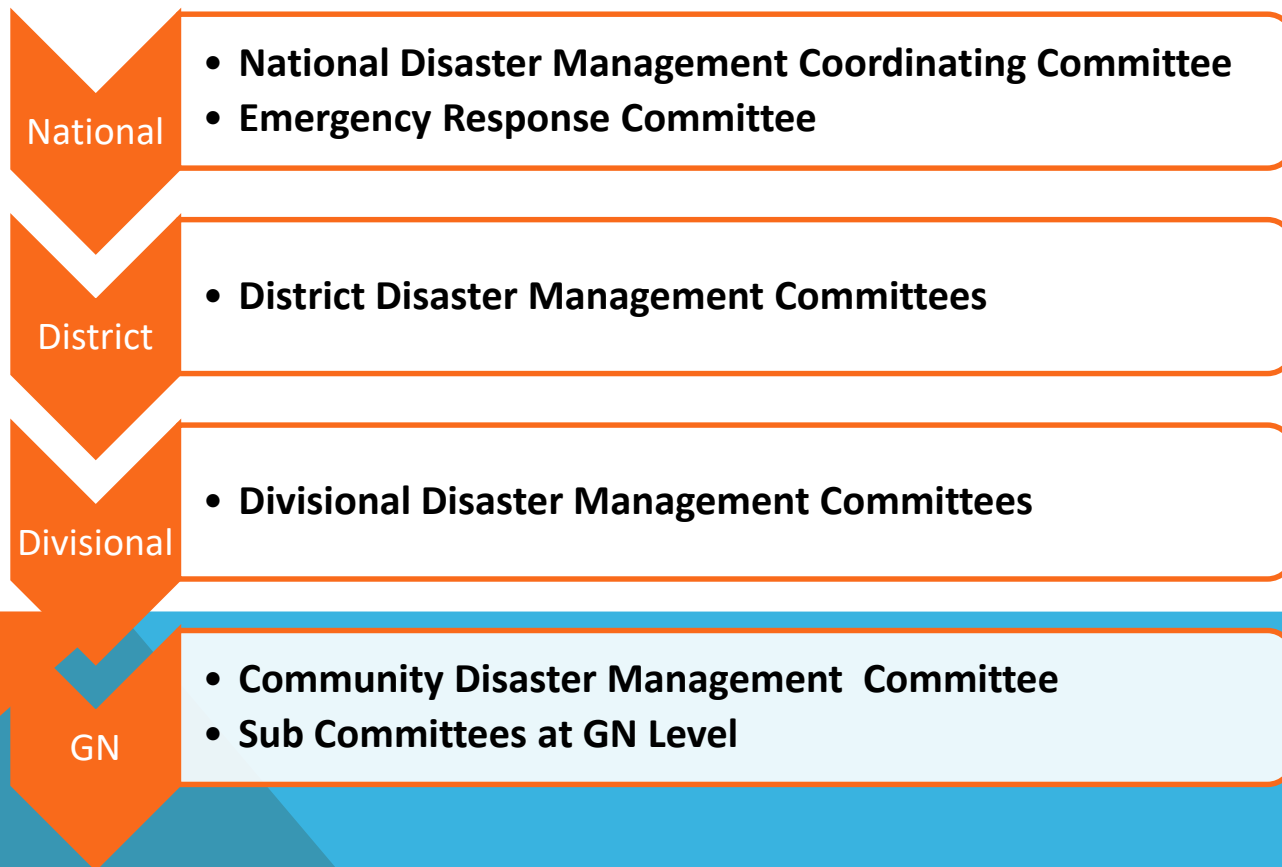 National
• National Disaster Management Coordinating Committee
• Emergency Response Committee
District
• District Disaster Management Committees
Divisional
• Divisional Disaster Management Committees
GN
• Community Disaster Management  Committee
• Sub Committees at GN Level